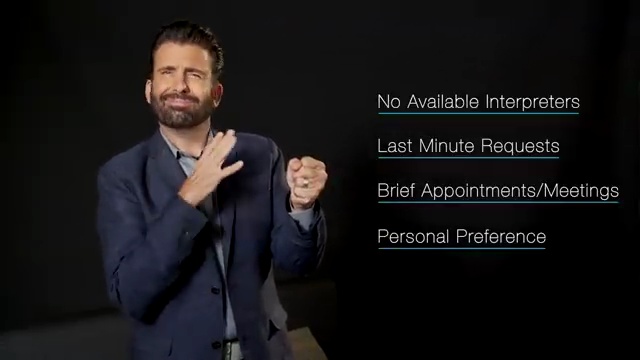 No Available Interpreters
Last Minute Requests
Brief Appointments/Meetings
Personal Preference